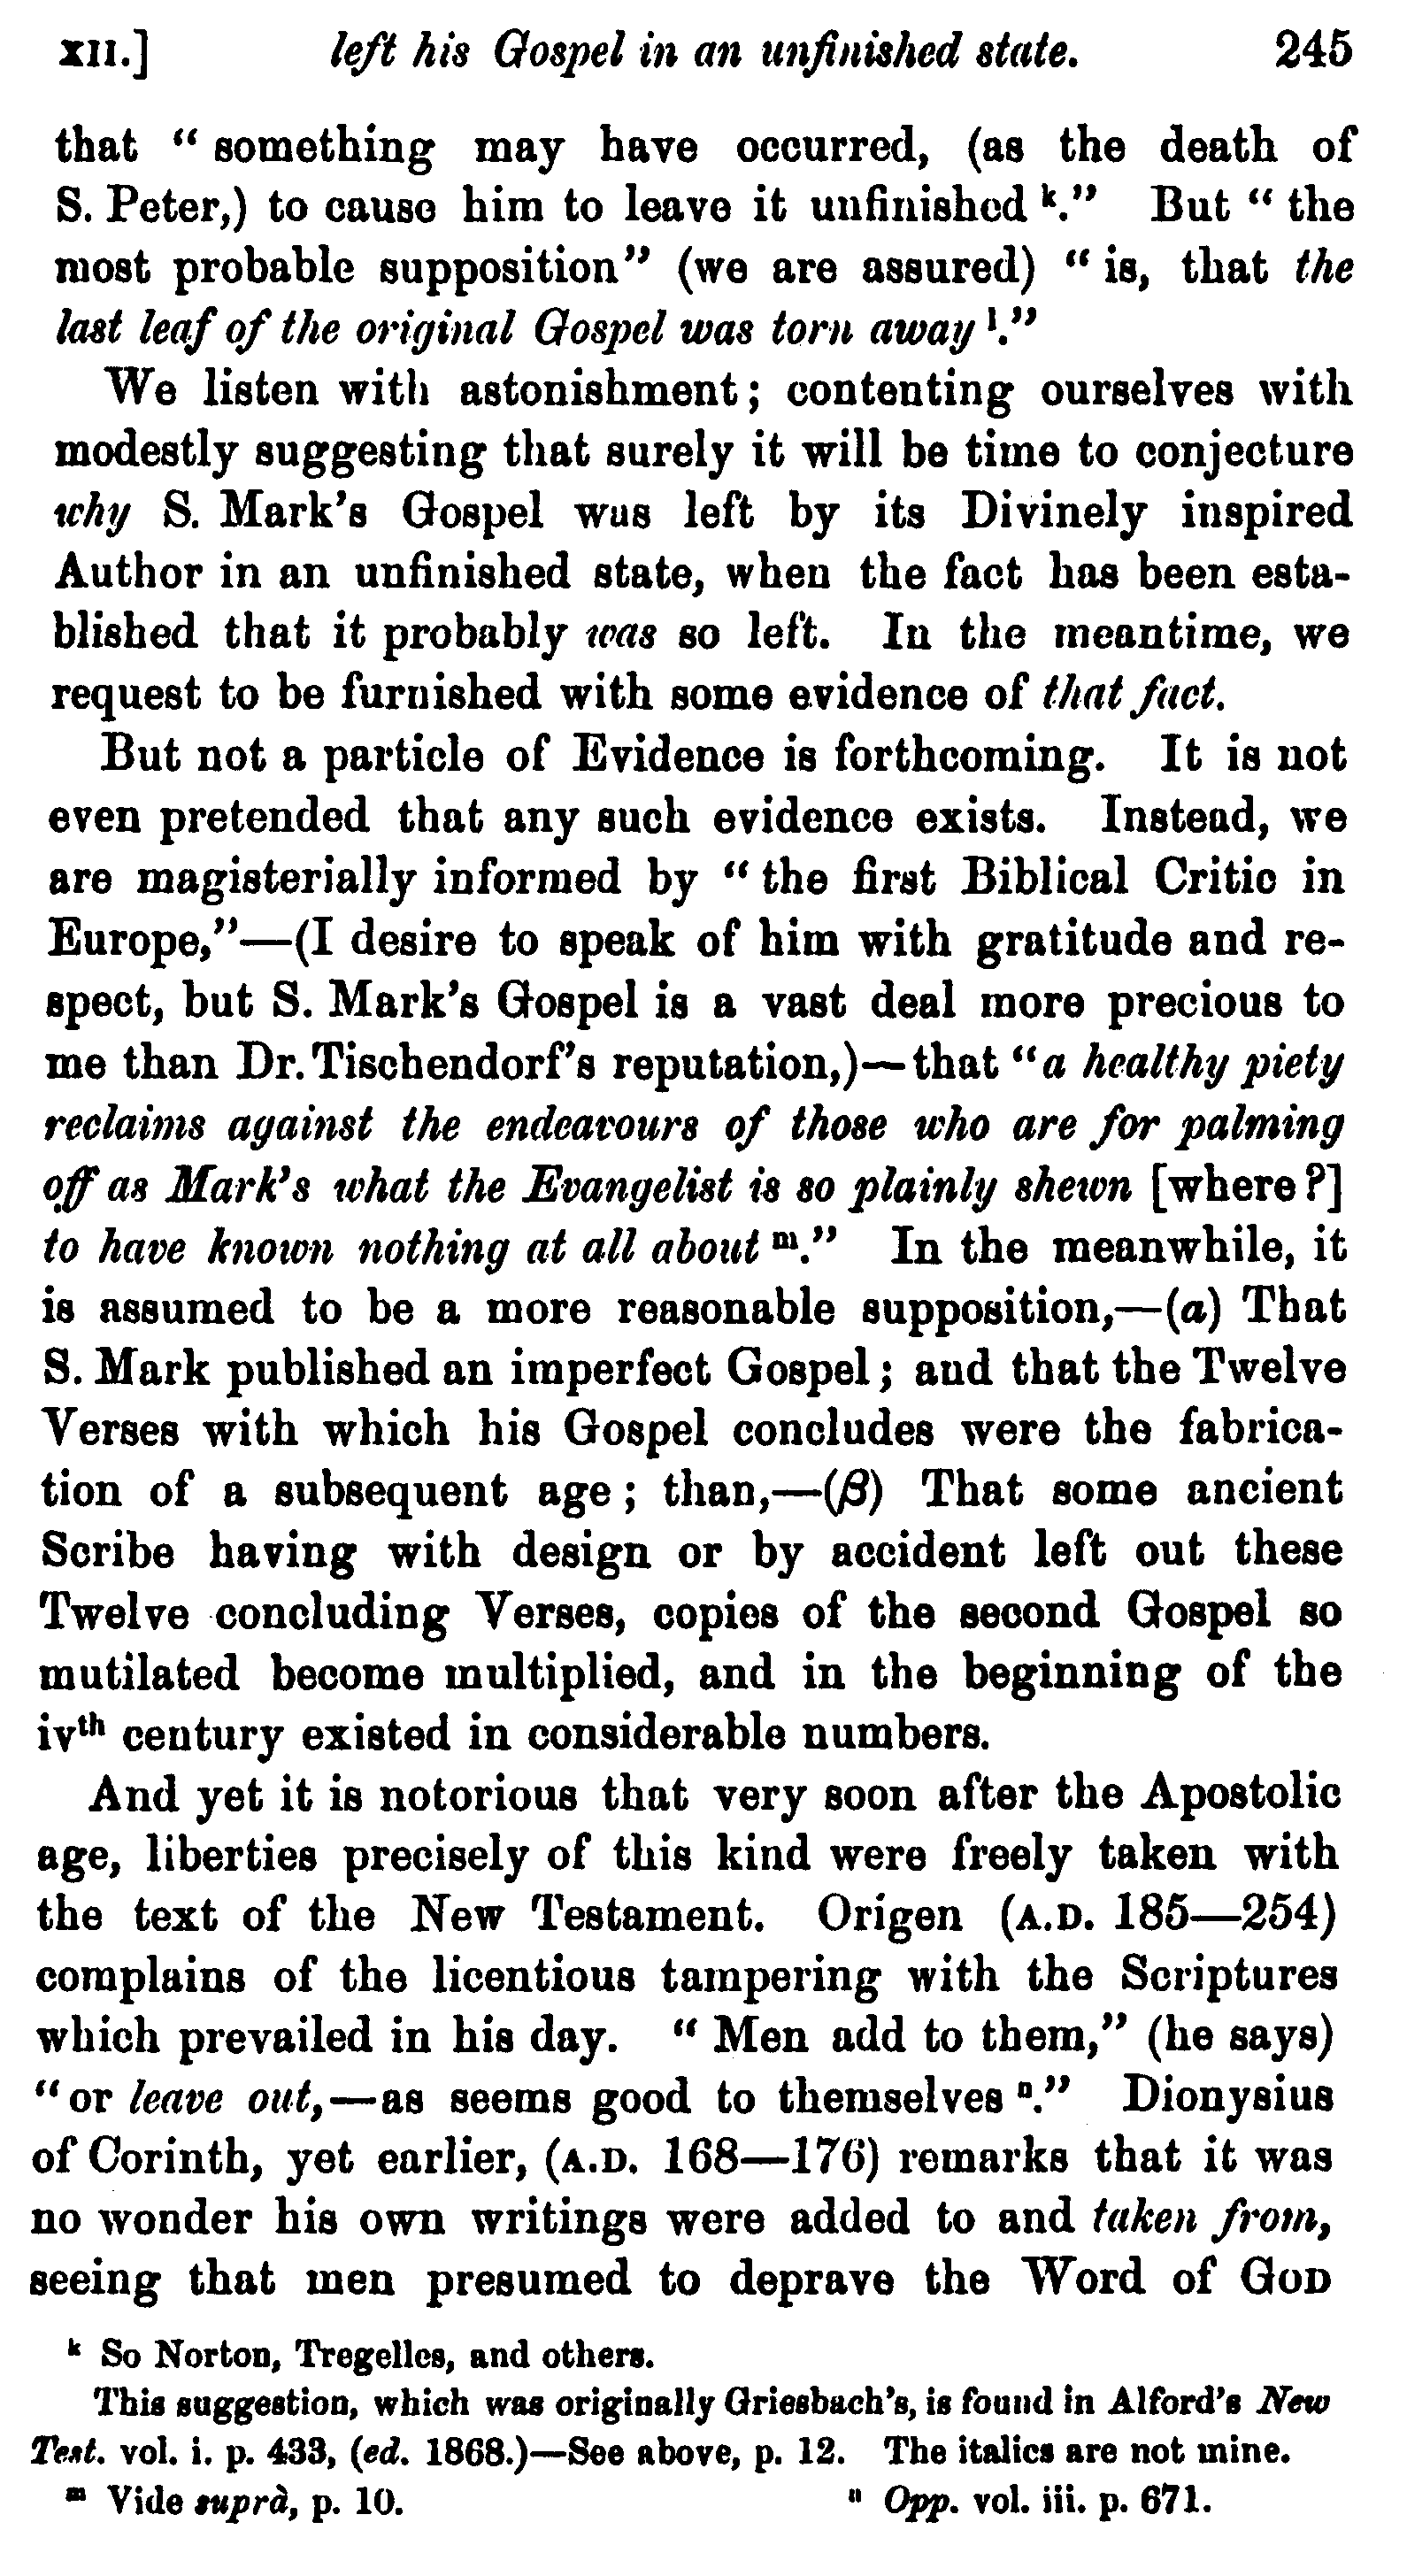 XII.] left his Gospel in an unfinished state. 245
that "something may have occurred, (as the death of
S. Peter,) to cause him to leave it unfinished k." But "the
most probable supposition" (we are assured) "is, that the
last leaf of the original Gospel was torn away l."
We listen with astonishment; contenting ourselves with
modestly suggesting that surely it will be time to conjecture
why S. Mark's Gospel was left by its Divinely inspired
Author in an unfinished state, when the fact has been esta-
blished that it probably was so left. In the meantime, we
request to be furnished with some evidence of that fact.
But not a particle of Evidence is forthcoming. It is not
even pretended that any such evidence exists. Instead, we
are magisterially informed by "the first Biblical Critic in
Europe,"—(I desire to speak of him with gratitude and re-
spect, but S. Mark's Gospel is a vast deal more precious to
me than Dr. Tischendorf's reputation,)—that "a healthy piety
reclaims against the endeavours of those who are for palming
off as Mark's what the Evangelist is so plainly shewn [where?]
to have known nothing at all about m." In the meanwhile, it
is assumed to be a more reasonable supposition,—(α) That
S. Mark published an imperfect Gospel; and that the Twelve
Verses with which his Gospel concludes were the fabrica-
tion of a subsequent age; than,—(β) That some ancient
Scribe having with design or by accident left out these
Twelve concluding Verses, copies of the second Gospel so
mutilated become multiplied, and in the beginning of the
ivth century existed in considerable numbers.
And yet it is notorious that very soon after the Apostolic
age, liberties precisely of this kind were freely taken with
the text of the New Testament. Origen (A.D. 185—254)
complains of the licentious tampering with the Scriptures
which prevailed in his day. "Men add to them," (he says)
"or leave out,—as seems good to themselves n." Dionysius
of Corinth, yet earlier, (A.D. 168—176) remarks that it was
no wonder his own writings were added to and taken from,
seeing that men presumed to deprave the Word of GOD
k So Norton, Tregelles, and others.
This suggestion, which was originally Griesbach's, is found in Alford's New
Test. vol. i. p. 433, (ed. 1868.)—See above, p. 12. The italics are not mine.
m Vide suprà, p. 10. n Opp. vol. iii. p. 671.